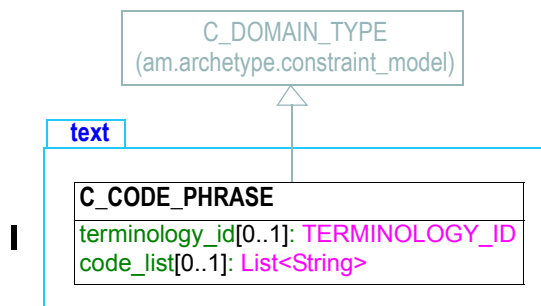 C_DOMAIN_TYPE
(am.archetype.constraint_model)
text
C_CODE_PHRASE
terminology_id[0..1]: TERMINOLOGY_ID
code_list[0..1]: List<String>